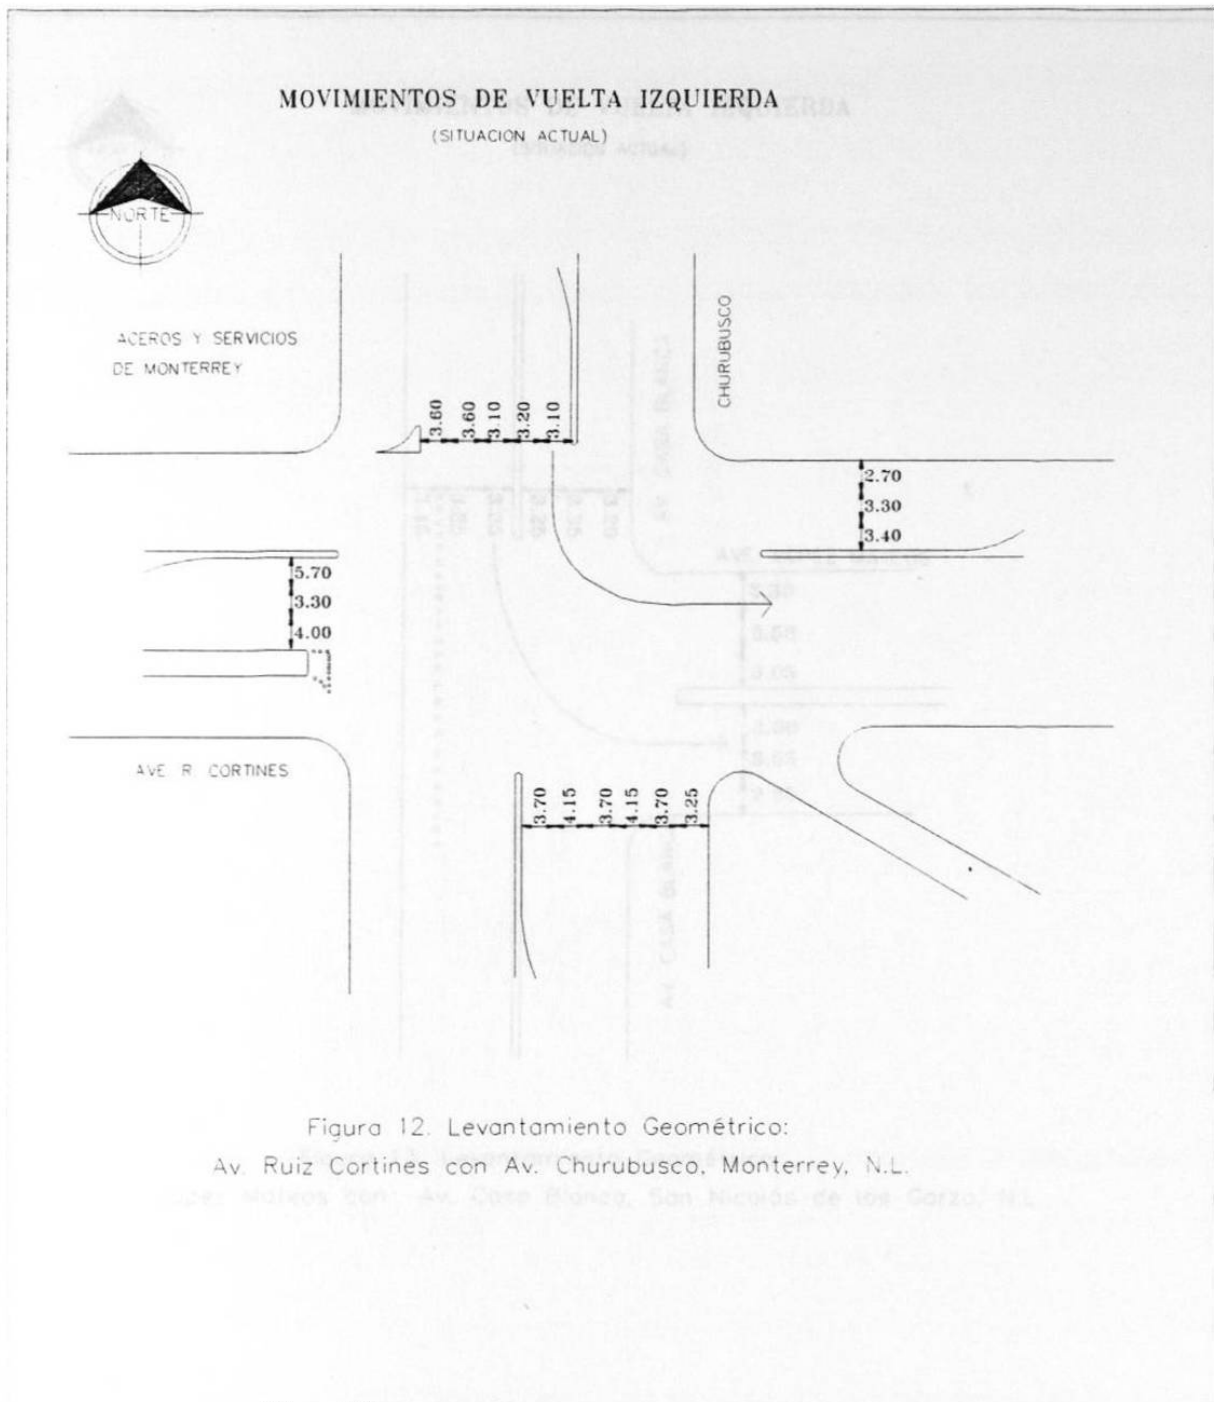 MOVIMIENTOS DE VUELTA IZQUIERDA
(SITUACION ACTUAL)
NORTE
ACEROS Y SERVICIOS
DE MONTERREY
CHURUBUSCO
3.60
3.60
3.10
3.20
3.10
2.70
3.30
3.40
5.70
3.30
4.00
AVE R. CORTINES
3.70
4.15
3.70
4.15
3.70
3.25
Figura 12. Levantamiento Geométrico:
Av. Ruiz Cortines con Av. Churubusco, Monterrey, N.L.